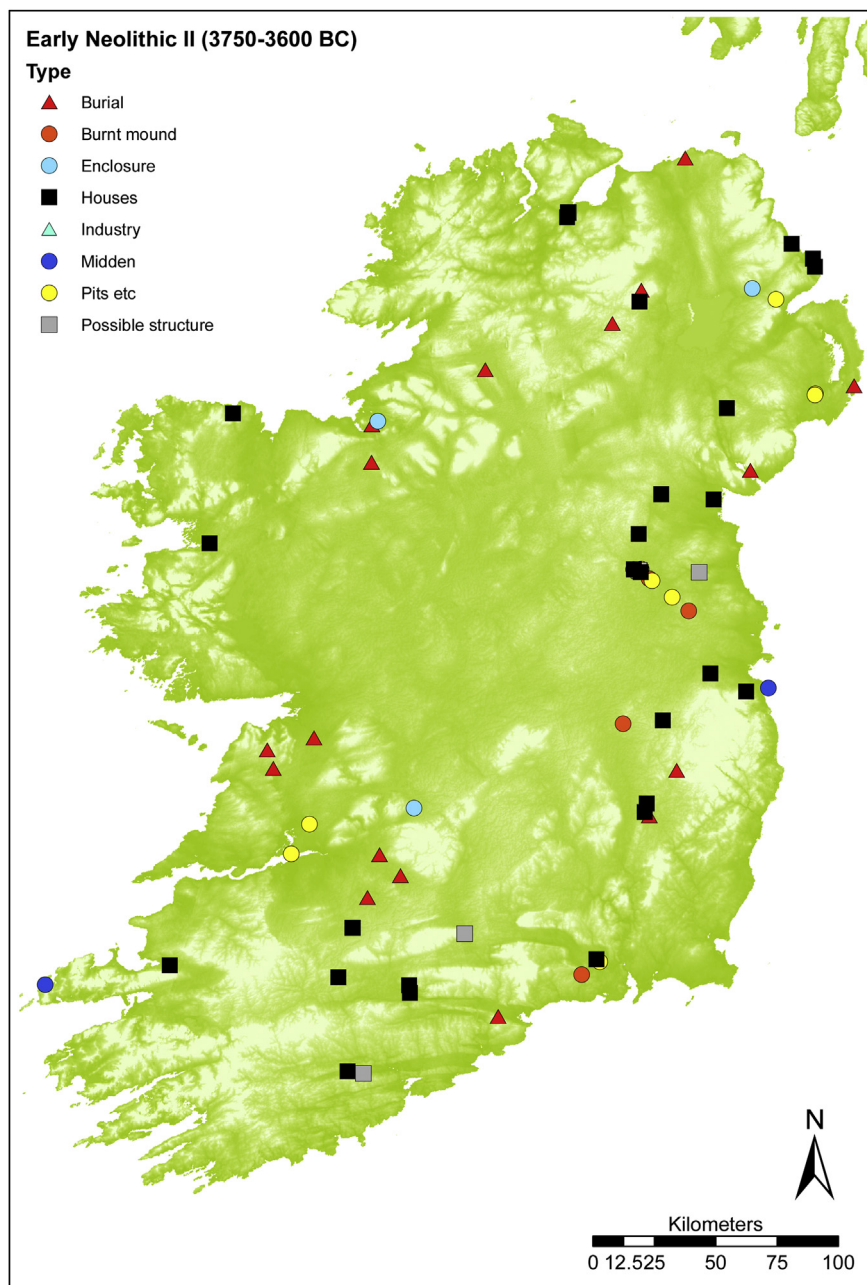 Early Neolithic II (3750-3600 BC)
Type
Burial
Burnt mound
Enclosure
Houses
Industry
Midden
Pits etc
Possible structure
N
Kilometers
0 12.525 50 75 100